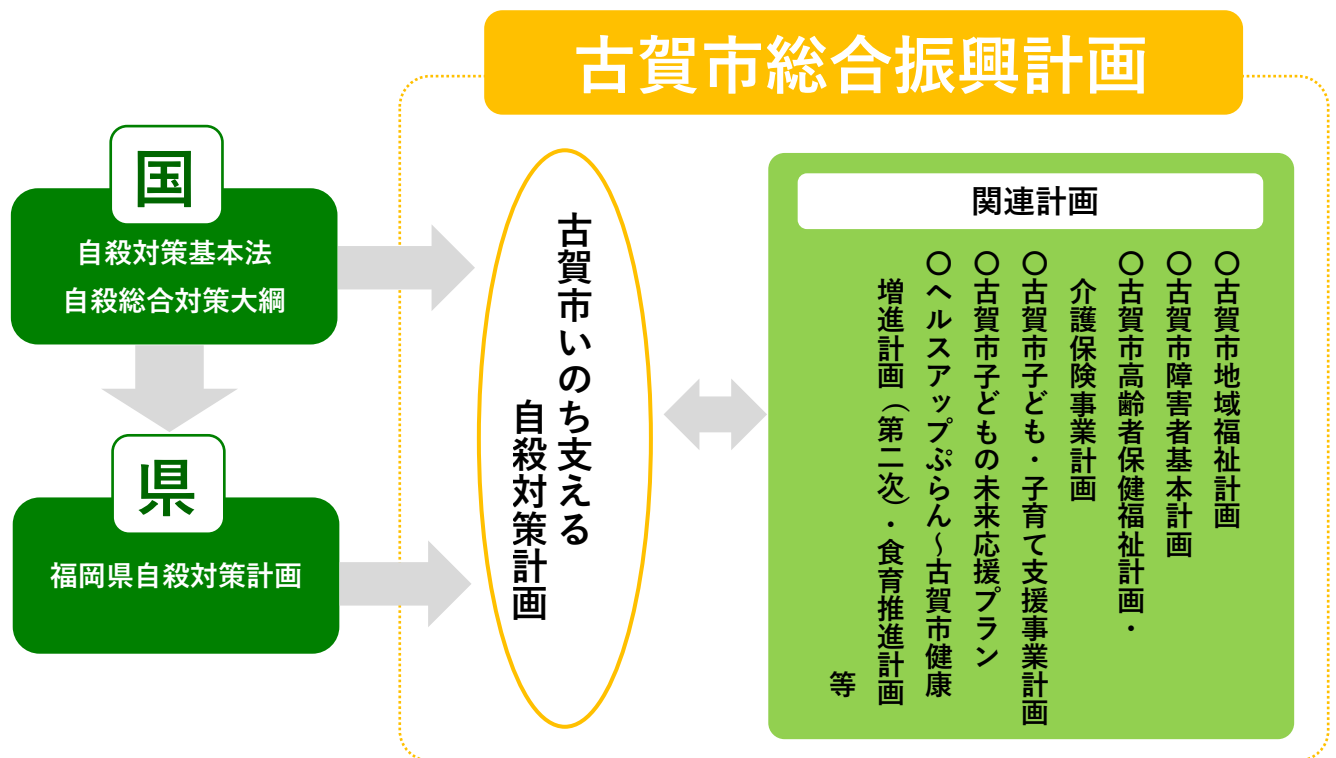 古賀市総合振興計画
国
自殺対策基本法
自殺総合対策大綱
県
福岡県自殺対策計画
古賀市いのち支える
自殺対策計画
関連計画
〇古賀市地域福祉計画
〇古賀市障害者基本計画
〇古賀市高齢者保健福祉計画・
介護保険事業計画
〇古賀市子ども・子育て支援事業計画
〇古賀市子どもの未来応援プラン
〇ヘルスアップぷらん～古賀市健康
増進計画（第二次）・食育推進計画
等